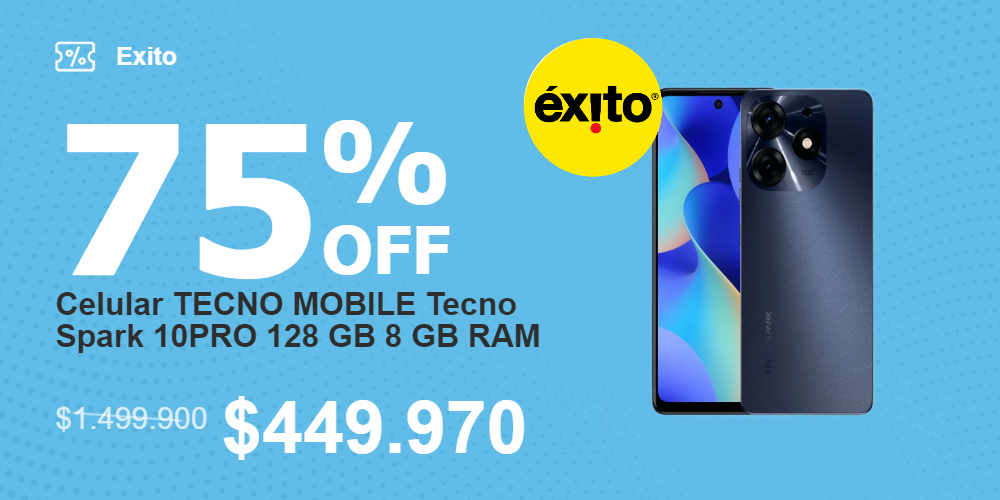 Exito
éxito®
75% OFF
Celular TECNO MOBILE Tecno
Spark 10PRO 128 GB 8 GB RAM
$1.499.900 $449.970